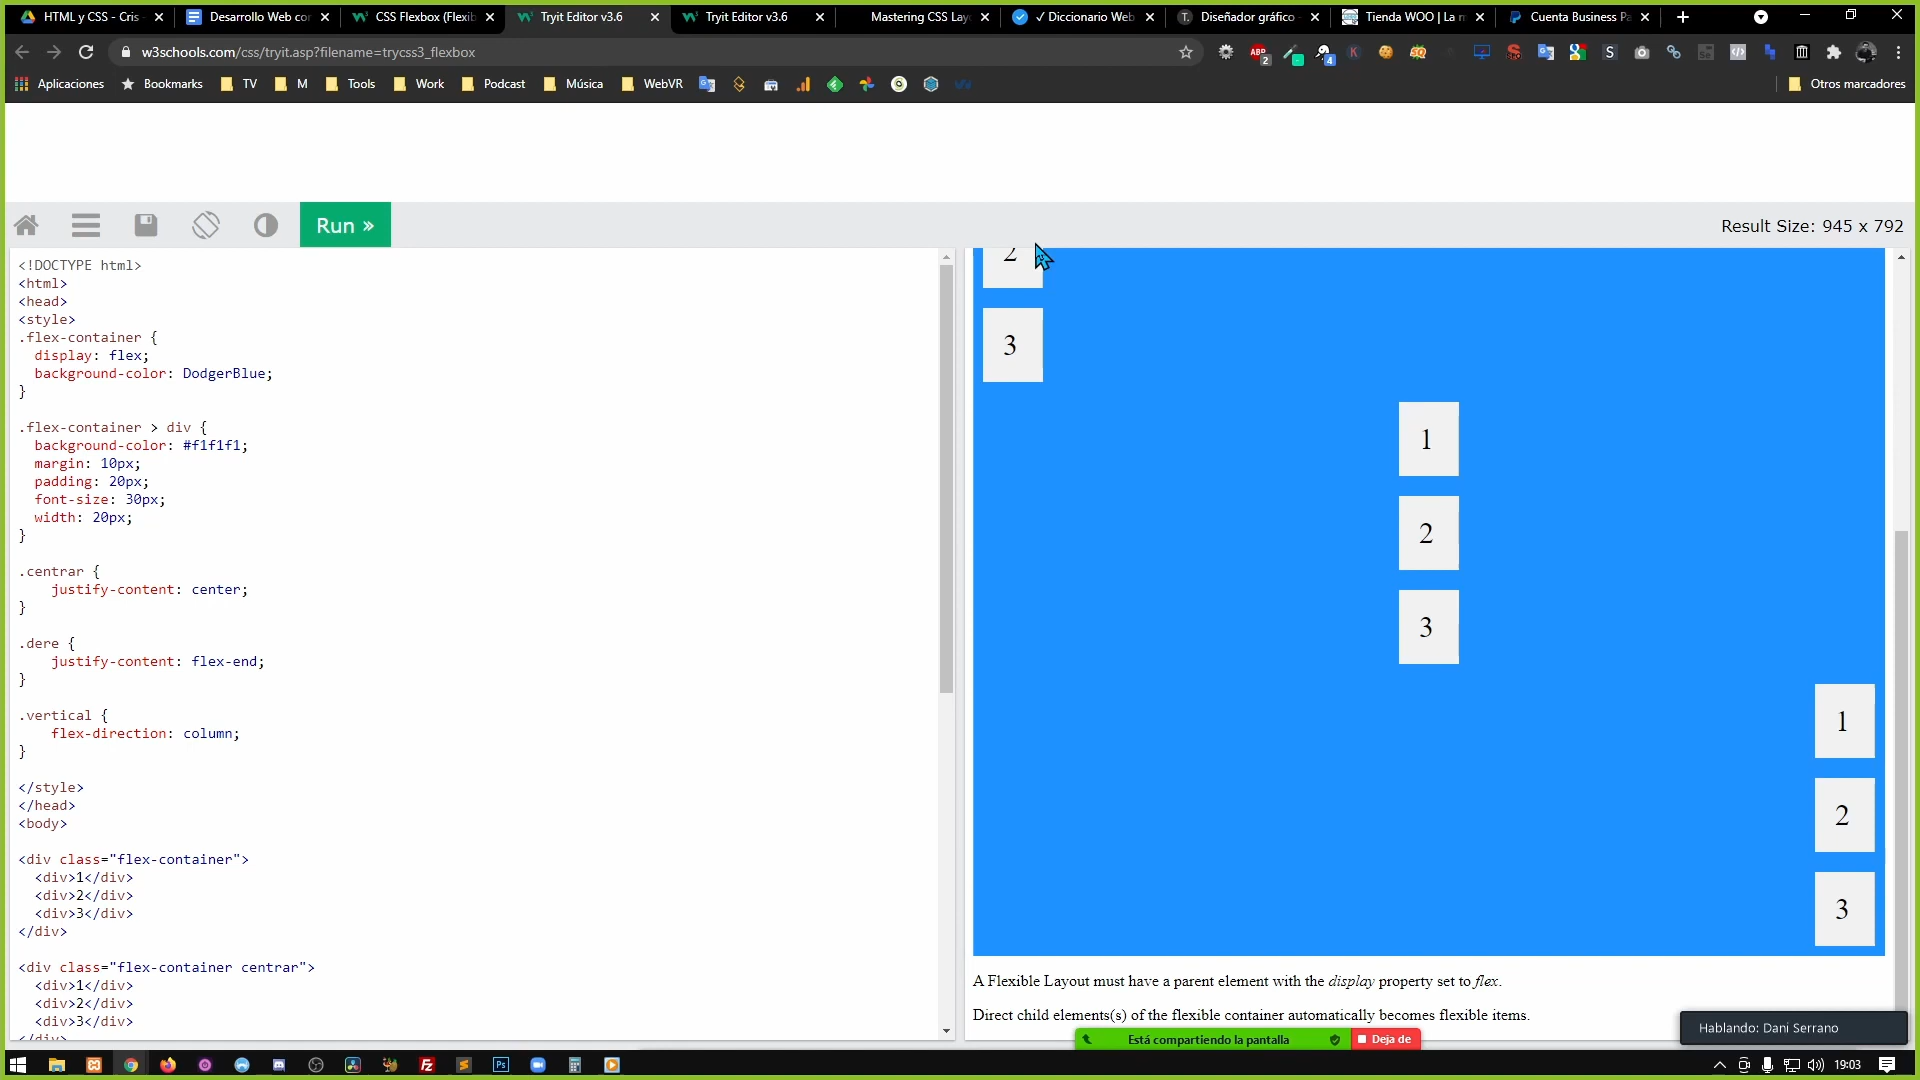 HTML y CSS - Cris
Desarrollo Web co
CSS Flexbox (Flexib
Tryit Editor v3.6
Tryit Editor v3.6
Mastering CSS Layo
✓ Diccionario Web
Diseñador gráfico
Tienda WOO | La m
Cuenta Business Pa
w3schools.com/css/tryit.asp?filename=trycss3_flexbox
Aplicaciones
Bookmarks
TV
M
Tools
Work
Podcast
Música
WebVR
Otros marcadores
Run »
Result Size: 945 x 792
<!DOCTYPE html>
<html>
<head>
<style>
.flex-container {
display: flex;
background-color: DodgerBlue;
}
.flex-container > div {
background-color: #f1f1f1;
margin: 10px;
padding: 20px;
font-size: 30px;
width: 20px;
}
.centrar {
justify-content: center;
}
.dere {
justify-content: flex-end;
}
.vertical {
flex-direction: column;
}
</style>
</head>
<body>
<div class="flex-container">
<div>1</div>
<div>2</div>
<div>3</div>
</div>
<div class="flex-container centrar">
<div>1</div>
<div>2</div>
<div>3</div>
</div>
2
3
1
2
3
1
2
3
A Flexible Layout must have a parent element with the display property set to flex.
Direct child elements(s) of the flexible container automatically becomes flexible items.
Está compartiendo la pantalla
Deja de
Hablando: Dani Serrano
19:03